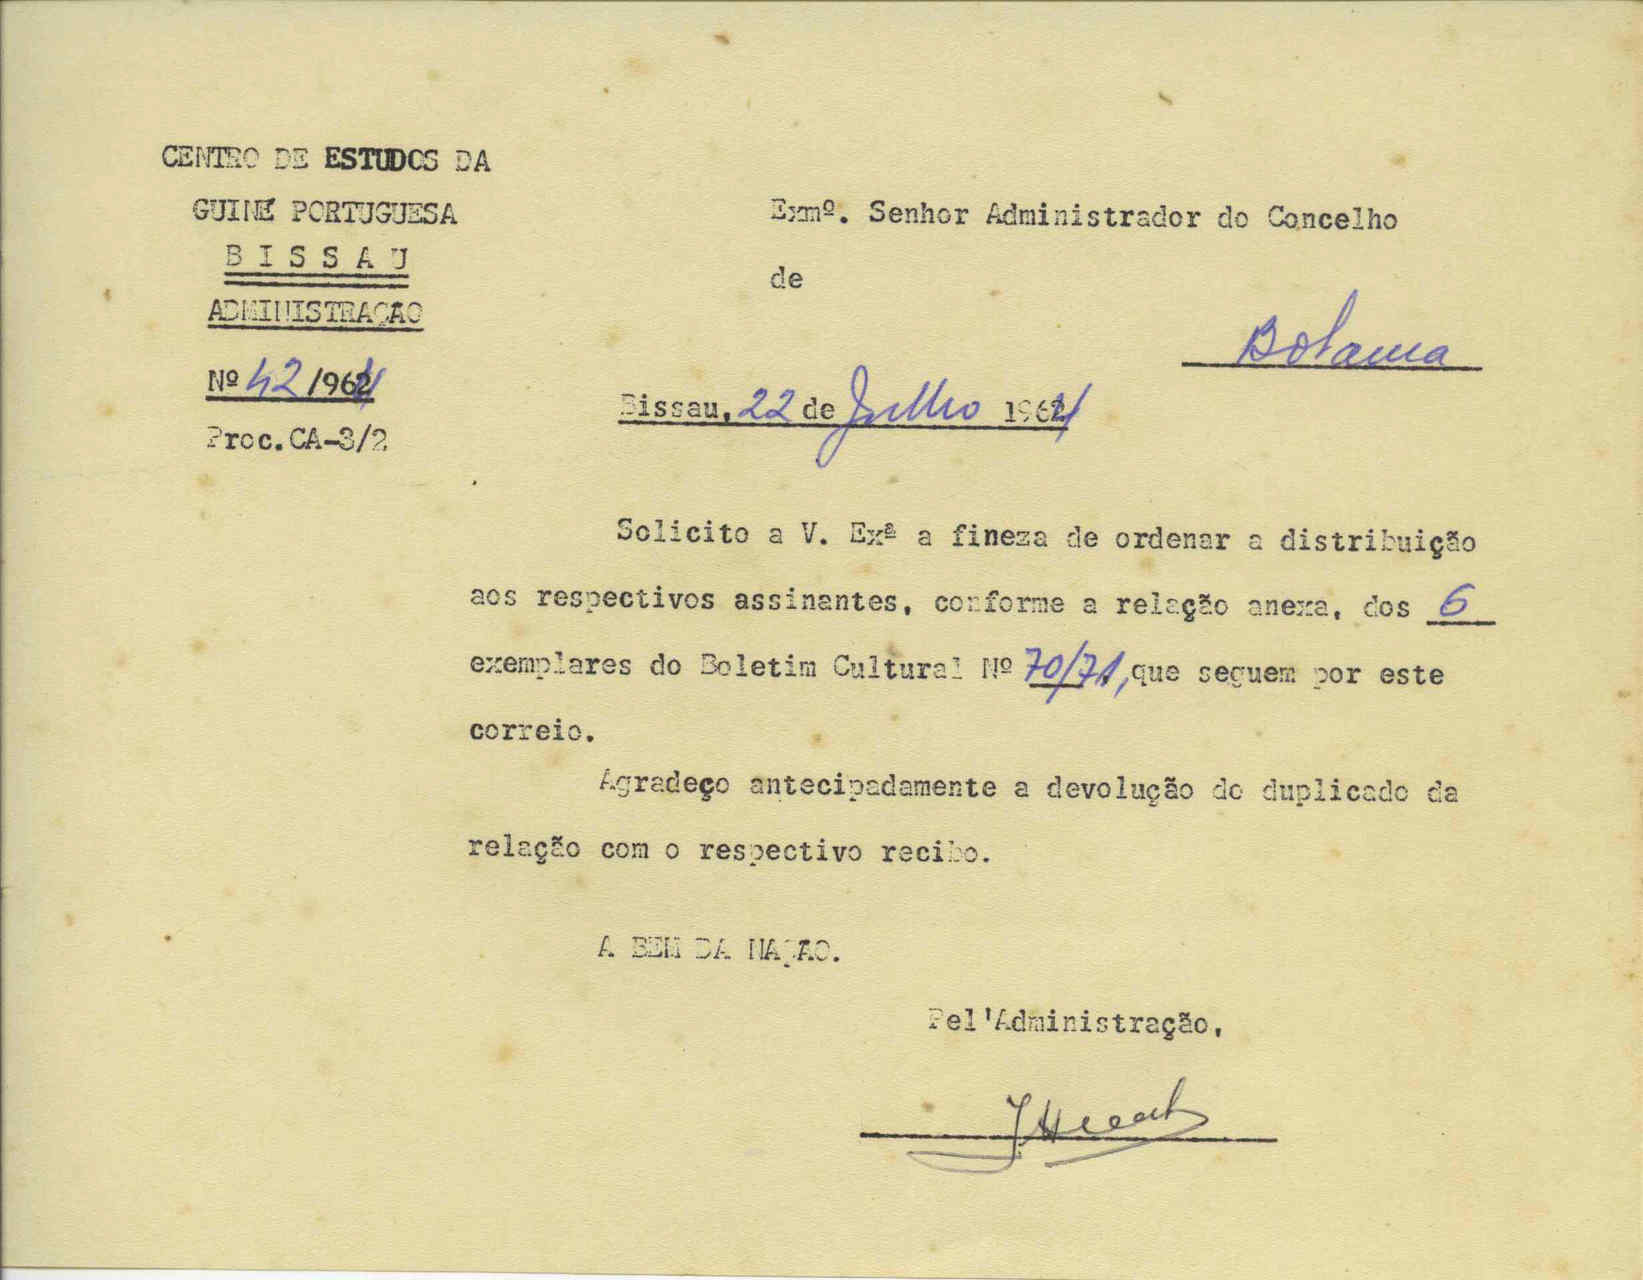 CENTRO DE ESTUDOS DA
GUINÉ PORTUGUESA
BISSAU
ADMINISTRAÇÃO
Nº 42/1964
Proc.CA-3/2
Exmº. Senhor Administrador do Concelho
de
Bolama
Bissau, 22 de Julho 1964
Solicito a V. Exª a fineza de ordenar a distribuição
aos respectivos assinantes, conforme a relação anexa, dos 6
exemplares do Boletim Cultural Nº 70/71, que seguem por este
correio.
Agradeço antecipadamente a devolução do duplicado da
relação com o respectivo recibo.
A BEM DA NAÇÃO.
Pel'Administração,